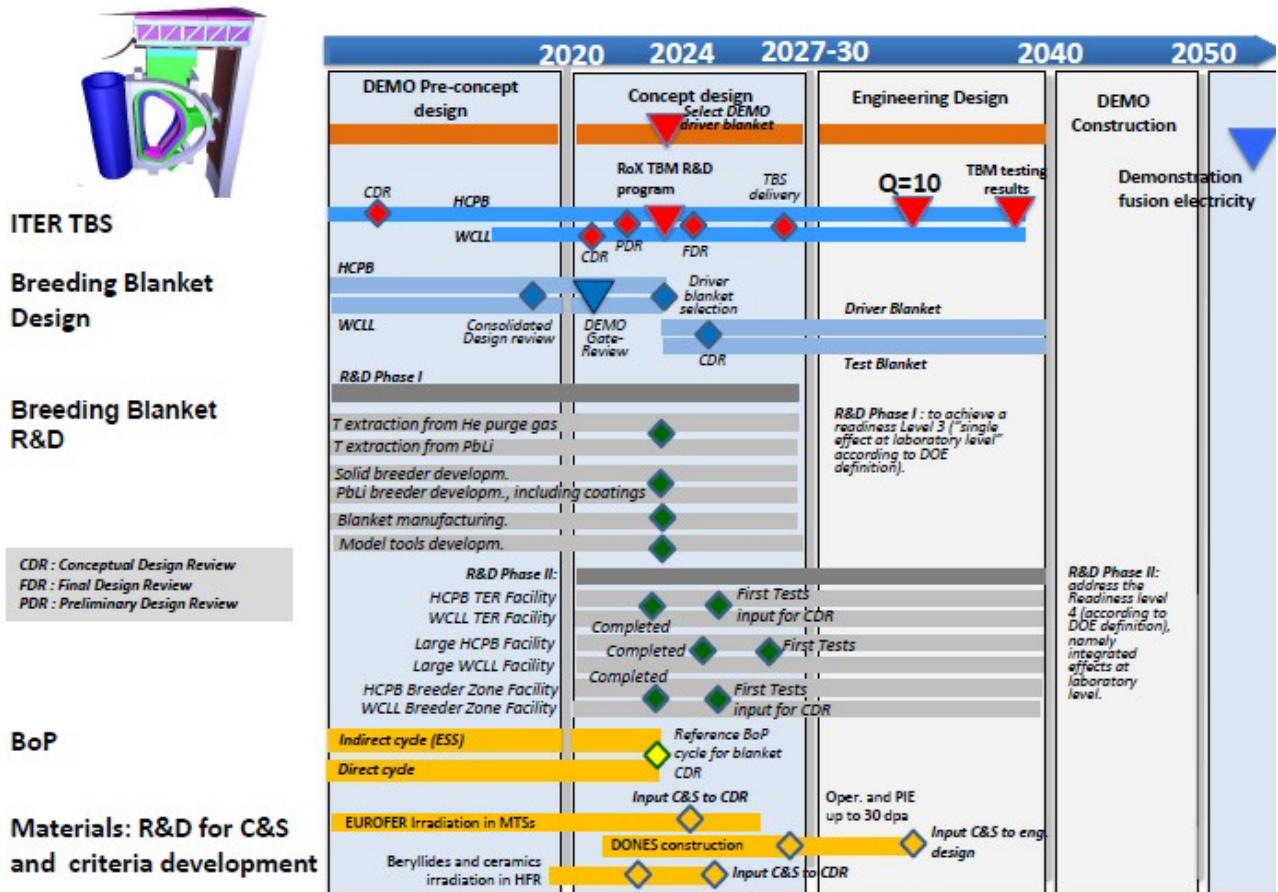 2020 2024 2027-30 2040 2050
DEMO Pre-concept
design
Concept design
Select DEMO
driver blanket
Engineering Design
DEMO
Construction
Demonstration
fusion electricity
ITER TBS
CDR
HCPB
WCLL
RoX TBM R&D
program
TBS
delivery
Q=10
TBM testing
results
CDR
PDR
FDR
Breeding Blanket
Design
HCPB
WCLL
Consolidated
Design review
DEMO
Gate-
Review
Driver
blanket
selection
CDR
Driver Blanket
Test Blanket
Breeding Blanket
R&D
R&D Phase I
T extraction from He purge gas
T extraction from PbLi
Solid breeder developm.
PbLi breeder developm., including coatings
Blanket manufacturing.
Model tools developm.
R&D Phase I : to achieve a
readiness Level 3 ("single
effect at laboratory level"
according to DOE
definition).
CDR : Conceptual Design Review
FDR : Final Design Review
PDR : Preliminary Design Review
R&D Phase II:
HCPB TER Facility
WCLL TER Facility
Completed
First Tests
input for CDR
Large HCPB Facility
Large WCLL Facility
Completed
First Tests
HCPB Breeder Zone Facility
WCLL Breeder Zone Facility
Completed
First Tests
input for CDR
R&D Phase II:
address the
Readiness level
4 (according to
DOE definition),
namely
integrated
effects at
laboratory
level.
BoP
Indirect cycle (ESS)
Direct cycle
Reference BoP
cycle for blanket
CDR
Materials: R&D for C&S
and criteria development
Input C&S to CDR
EUROFER Irradiation in MTSs
Oper. and PIE
up to 30 dpa
DONES construction
Input C&S to eng.
design
Beryllides and ceramics
irradiation in HFR
Input C&S to CDR